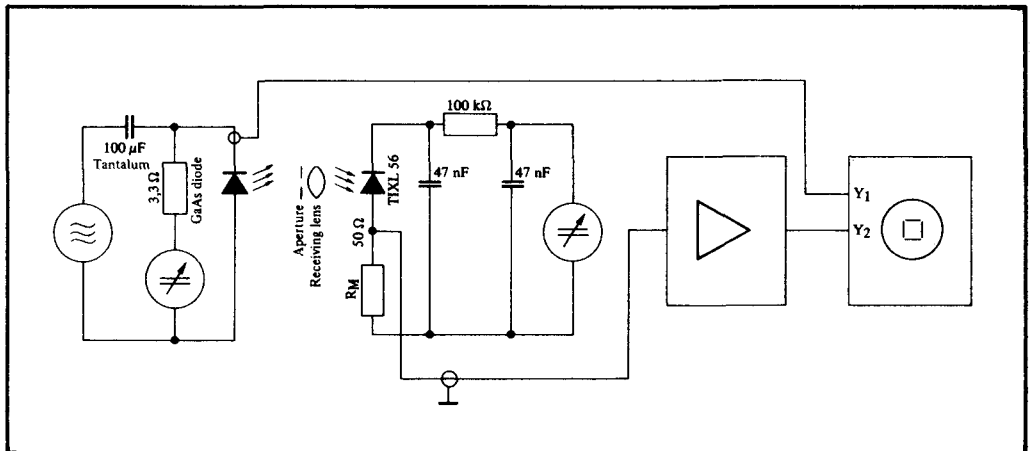 100 µF
Tantalum
3,3 Ω
GaAs diode
Aperture
Receiving lens
TIXL 56
50 Ω
RM
47 nF
100 kΩ
47 nF
Y1
Y2